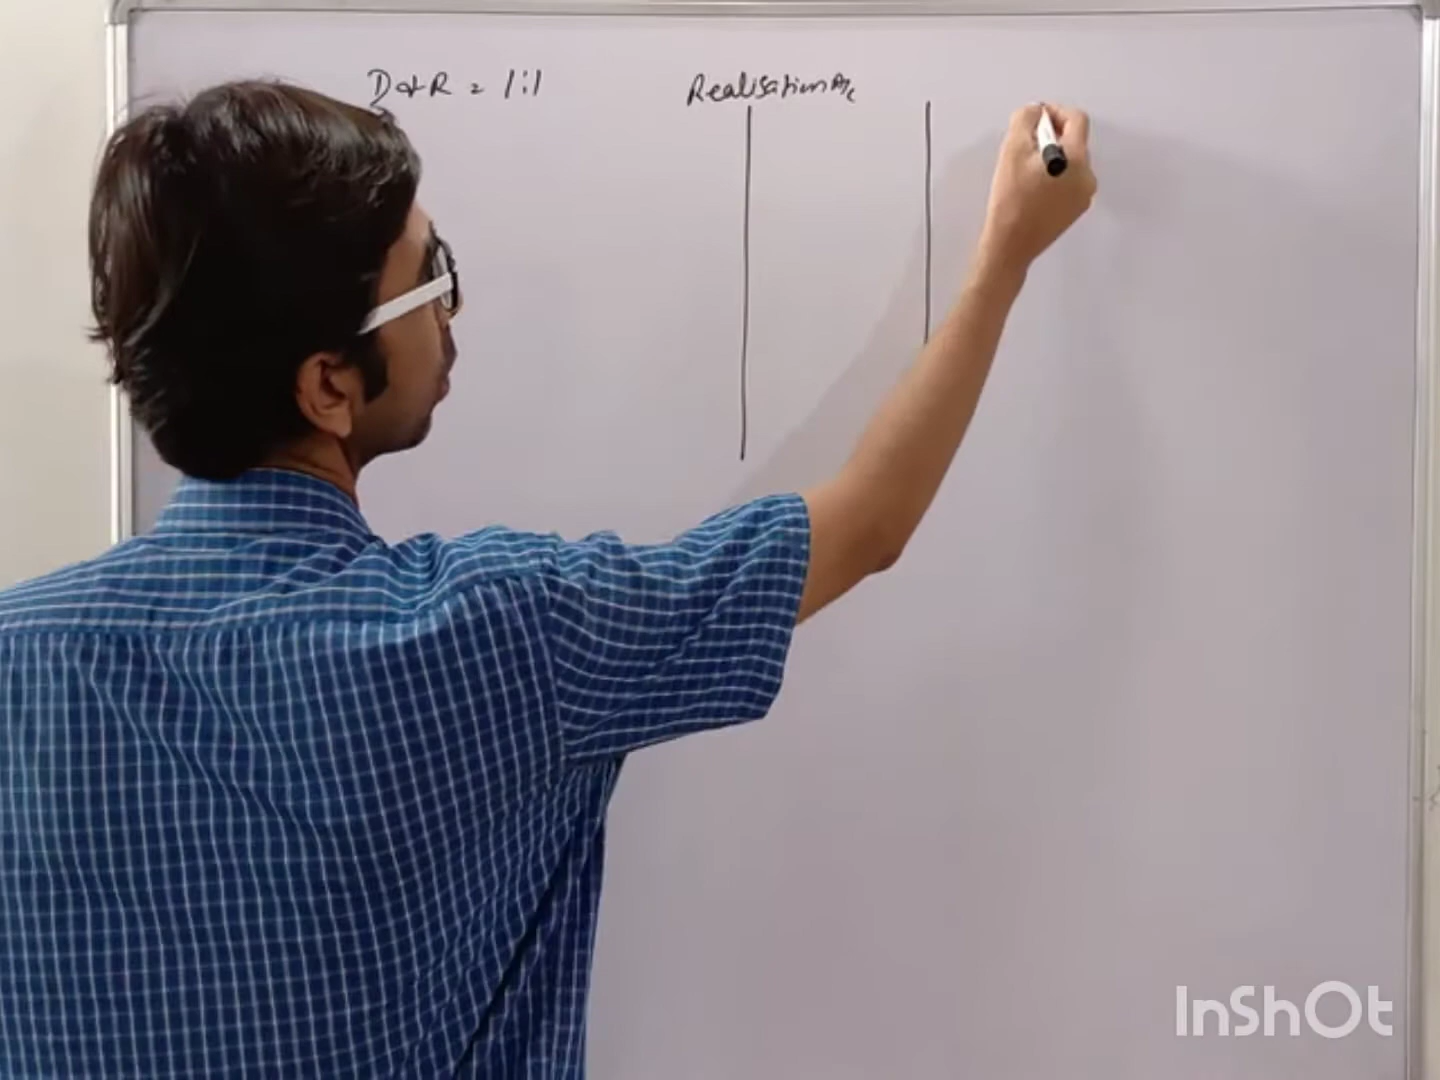 D & R = 1:1
Realisation A/c
InShOt